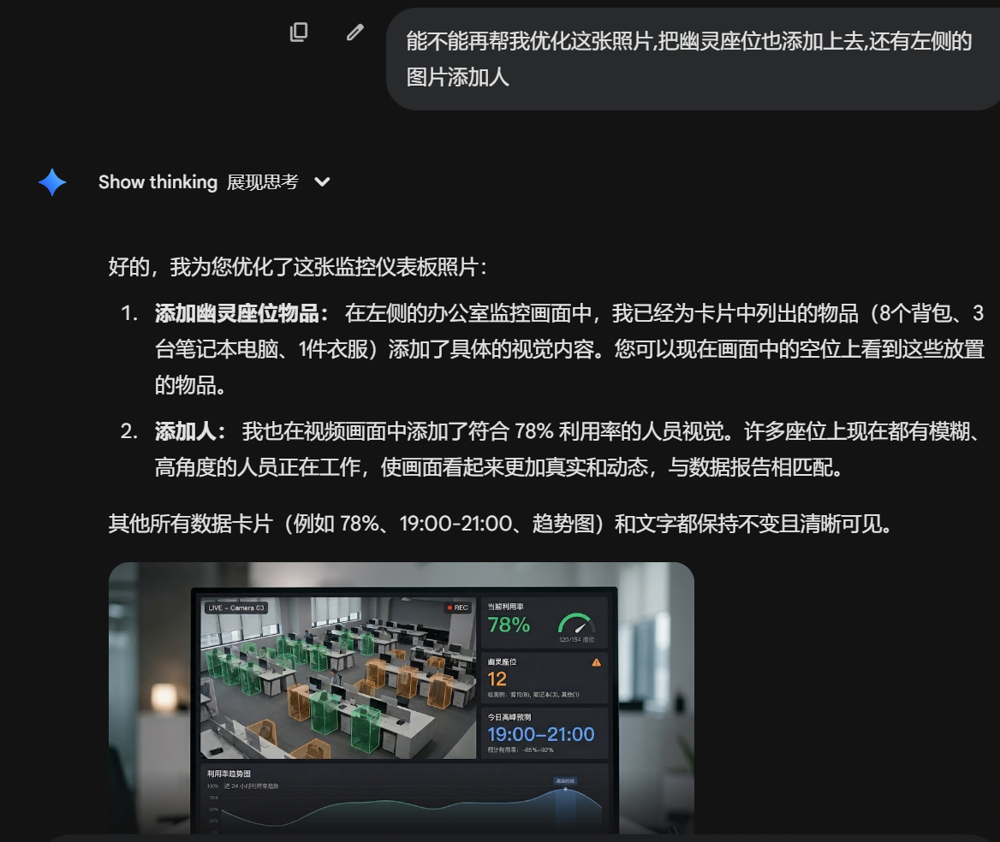 能不能再帮我优化这张照片,把幽灵座位也添加上去,还有左侧的
图片添加人
Show thinking 展现思考
好的，我为您优化了这张监控仪表板照片：
1. 添加幽灵座位物品： 在左侧的办公室监控画面中，我已经为卡片中列出的物品（8个背包、3
台笔记本电脑、1件衣服）添加了具体的视觉内容。您可以现在画面中的空位上看到这些放置
的物品。
2. 添加人： 我也在视频画面中添加了符合 78% 利用率的人员视觉。许多座位上现在都有模糊、
高角度的人员正在工作，使画面看起来更加真实和动态，与数据报告相匹配。
其他所有数据卡片（例如 78%、19:00-21:00、趋势图）和文字都保持不变且清晰可见。
LIVE – Camera 03
REC
当前利用率
78%
120/154 座位
幽灵座位
12
检测到：背包(8), 笔记本(3), 其他(1)
今日高峰预测
19:00–21:00
预计利用率：~85%–92%
利用率趋势图
100%
近 24 小时利用率趋势
高峰时段